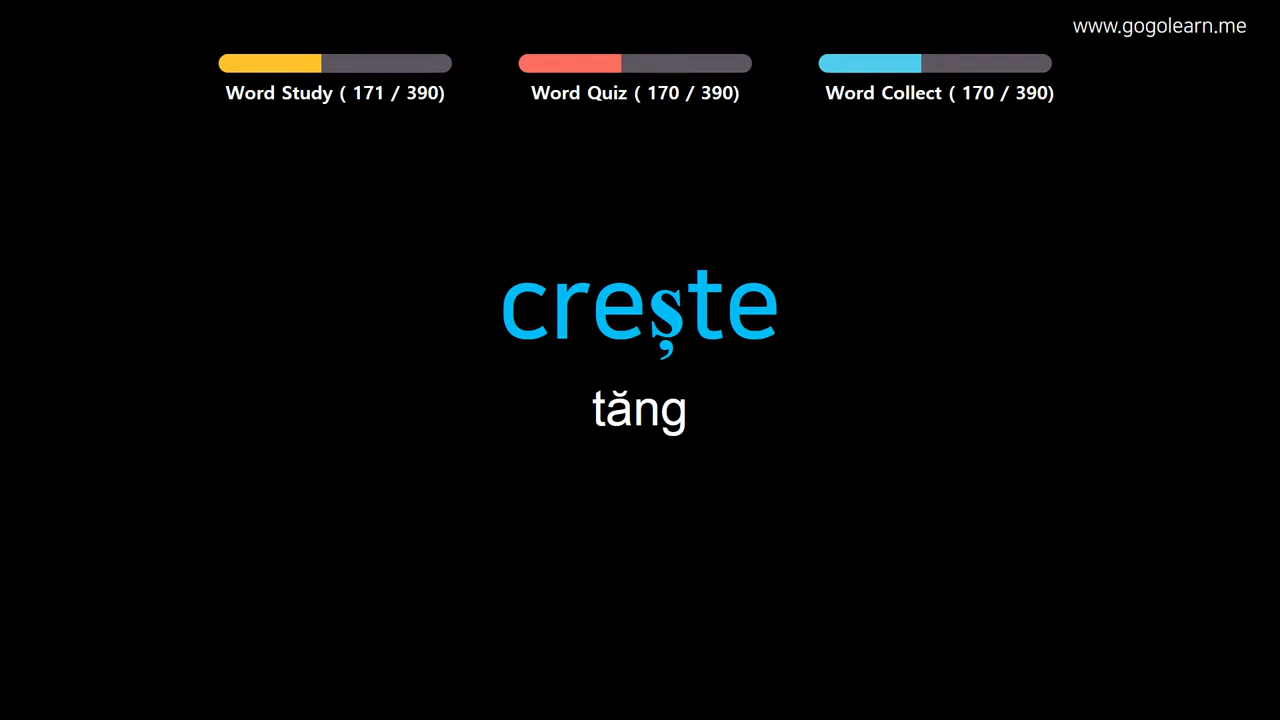 www.gogolearn.me
Word Study ( 171 / 390)
Word Quiz ( 170 / 390)
Word Collect ( 170 / 390)
crește
tăng